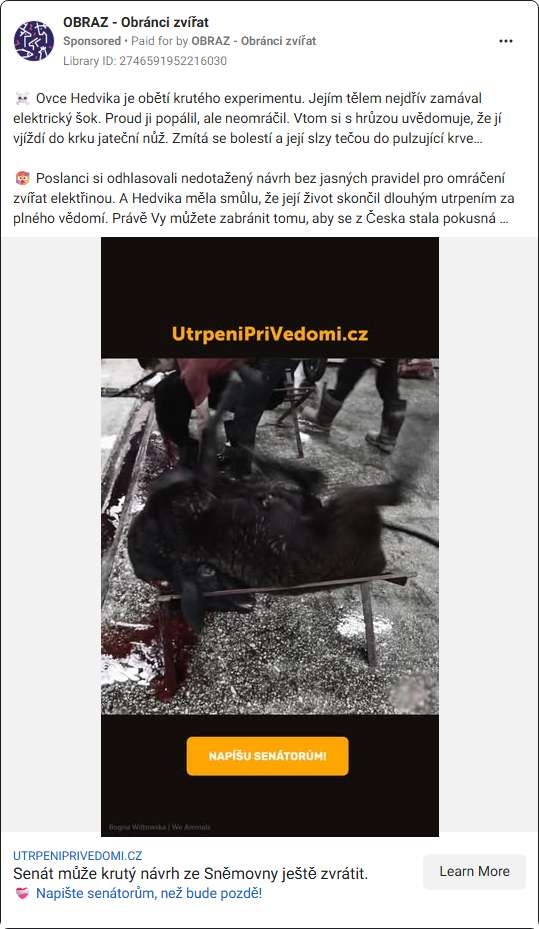 OBRAZ - Obránci zvířat
Sponsored • Paid for by OBRAZ - Obránci zvířat
Library ID: 2746591952216030
☠️ Ovce Hedvika je obětí krutého experimentu. Jejím tělem nejdřív zamával
elektrický šok. Proud ji popálil, ale neomráčil. Vtom si s hrůzou uvědomuje, že jí
vjíždí do krku jateční nůž. Zmítá se bolestí a její slzy tečou do pulzující krve…
🥵 Poslanci si odhlasovali nedotažený návrh bez jasných pravidel pro omráčení
zvířat elektřinou. A Hedvika měla smůlu, že její život skončil dlouhým utrpením za
plného vědomí. Právě Vy můžete zabránit tomu, aby se z Česka stala pokusná ...
UtrpeniPriVedomi.cz
NAPÍŠU SENÁTORŮM!
Bogna Wiltowska | We Animals
UTRPENIPRIVEDOMI.CZ
Senát může krutý návrh ze Sněmovny ještě zvrátit.
💝 Napište senátorům, než bude pozdě!
Learn More